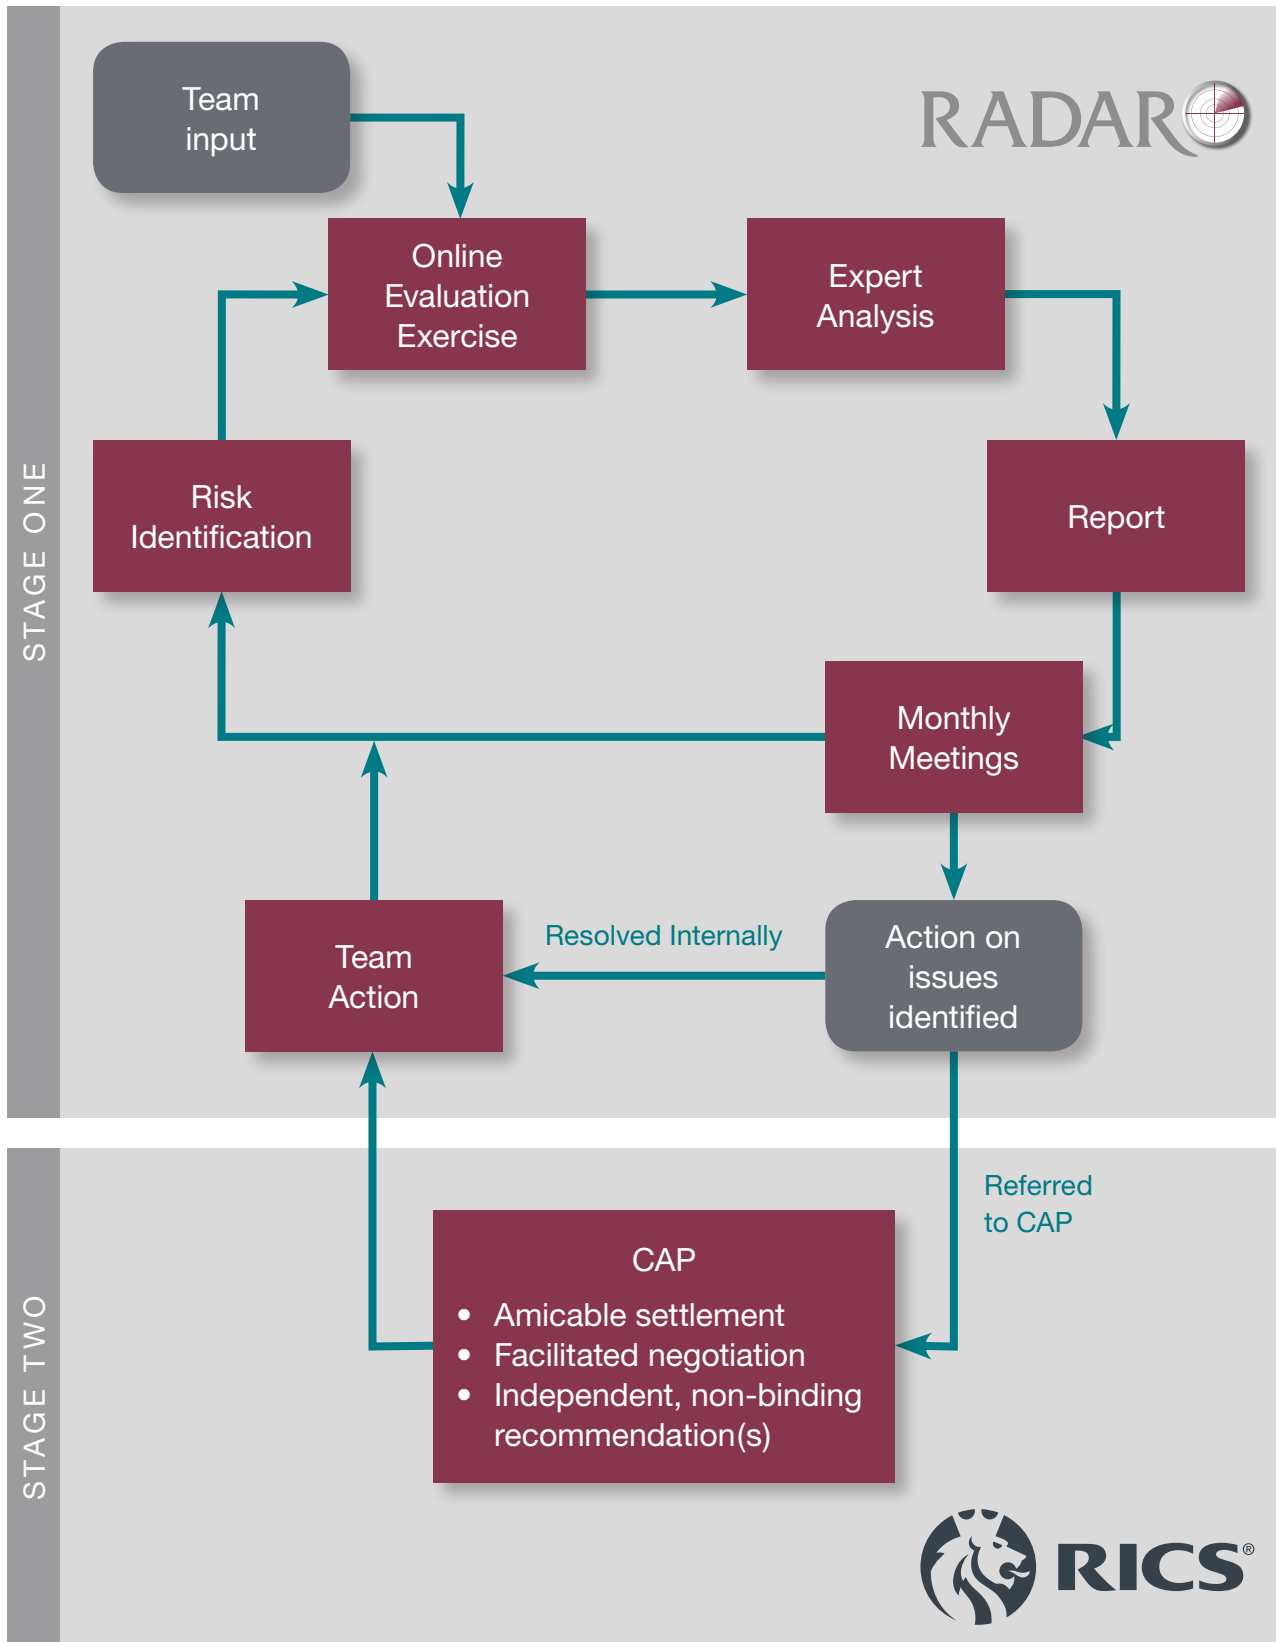 Team
input
RADAR
Online
Evaluation
Exercise
Expert
Analysis
Risk
Identification
Report
STAGE ONE
Monthly
Meetings
Team
Action
Resolved Internally
Action on
issues
identified
Referred
to CAP
STAGE TWO
CAP
• Amicable settlement
• Facilitated negotiation
• Independent, non-binding
recommendation(s)
RICS®